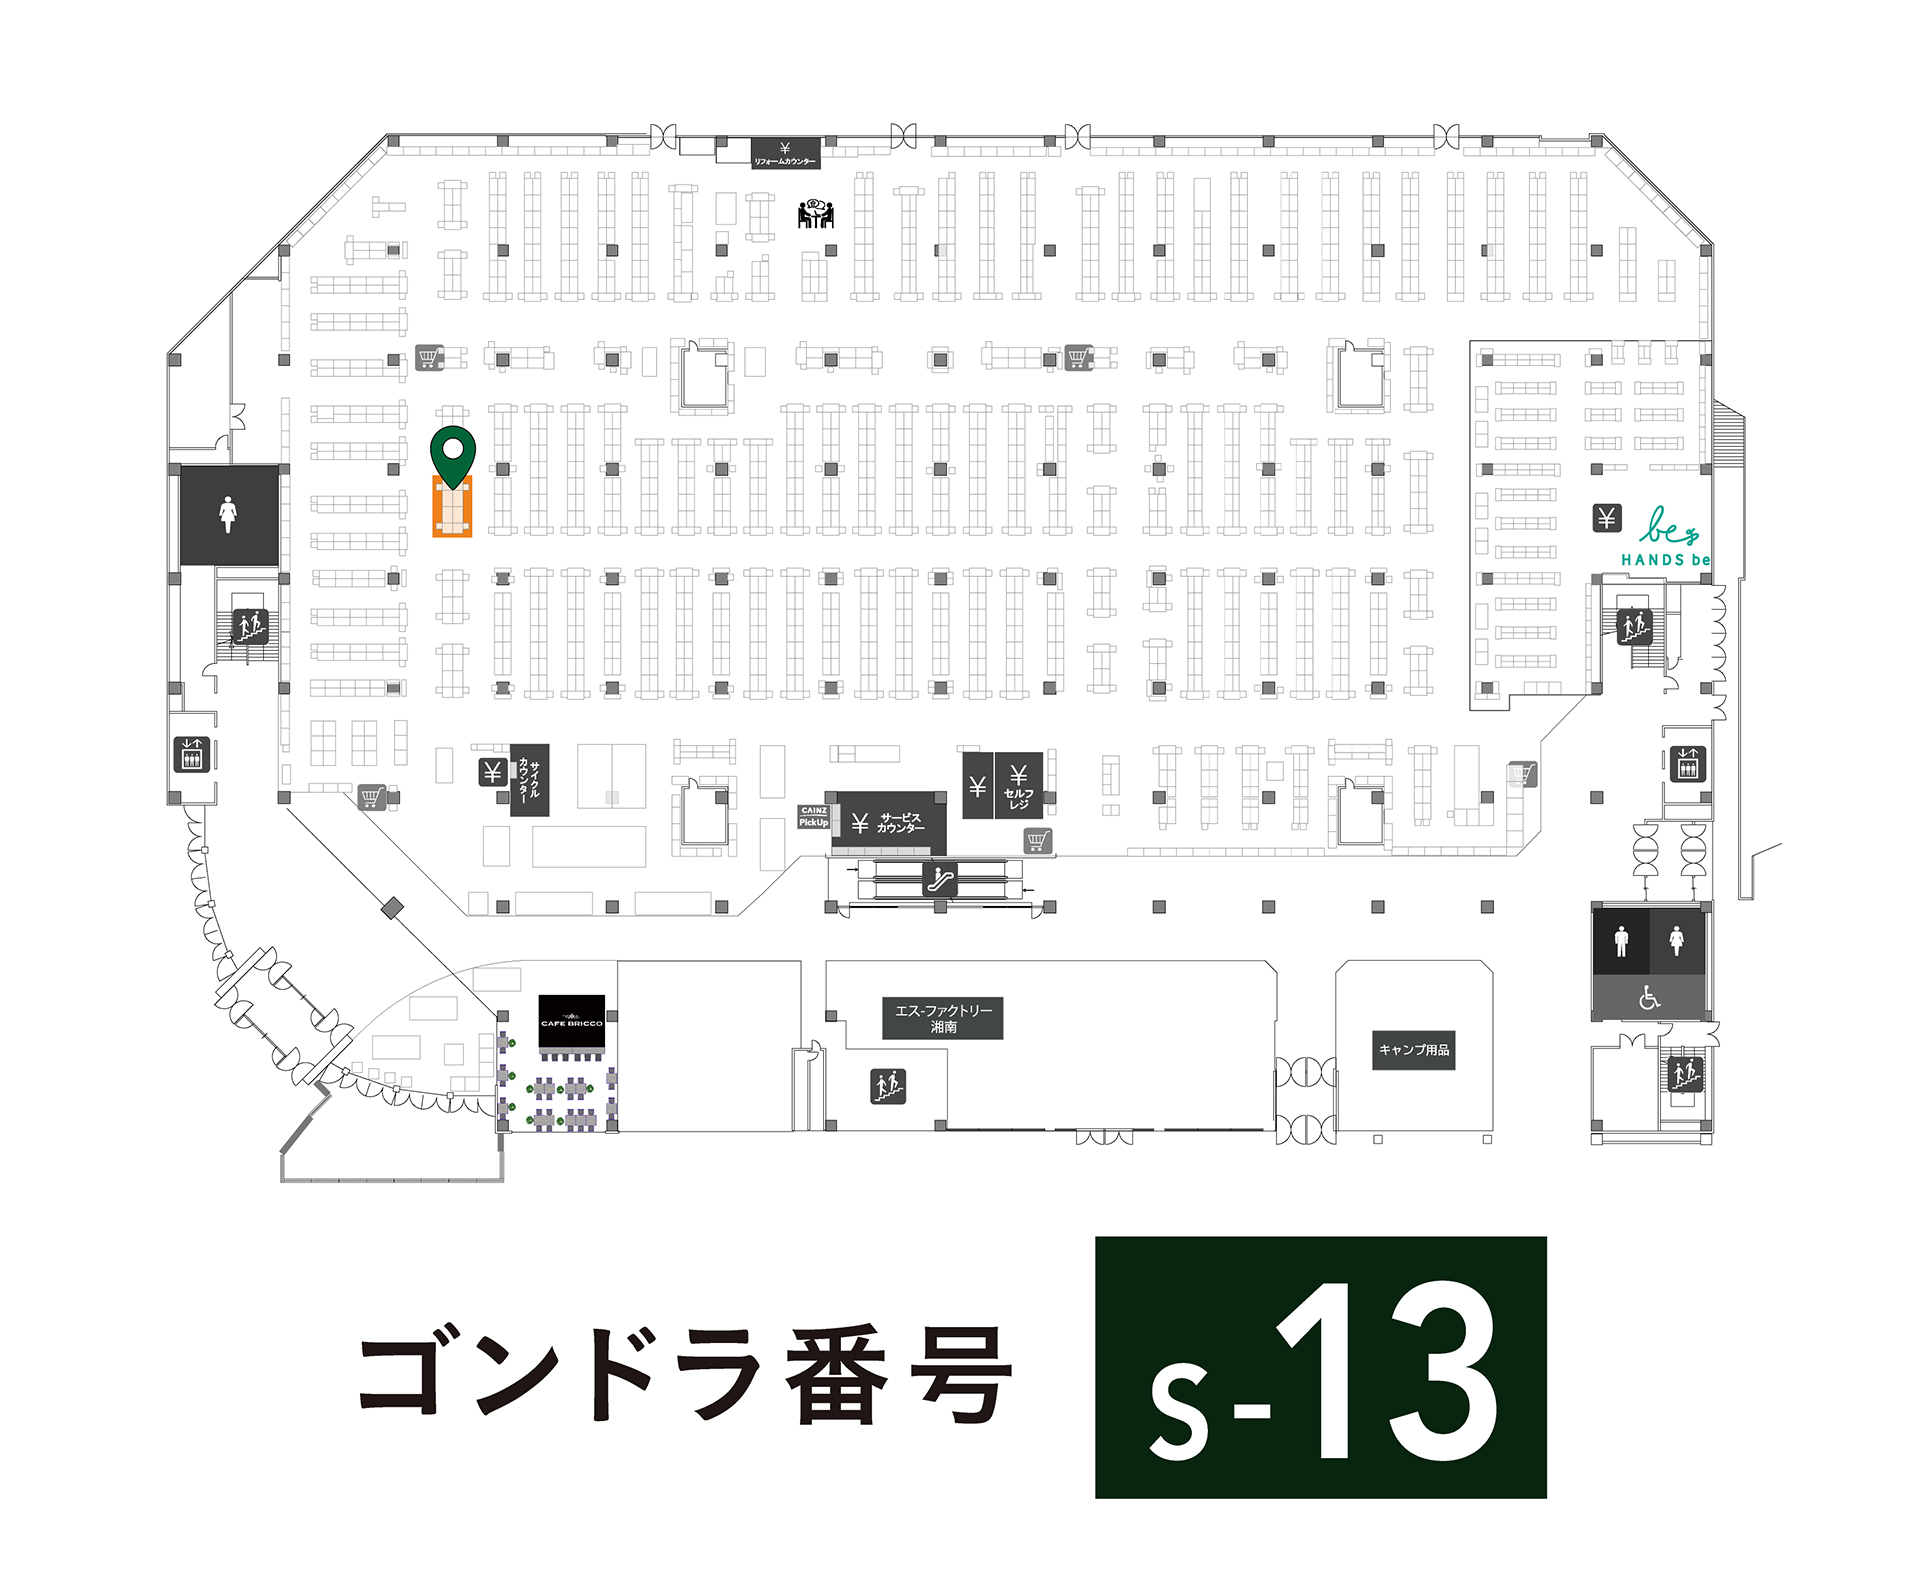 ¥
リフォームカウンター
¥
be
HANDS be
¥
サイクル
カウンター
¥
¥
セルフ
レジ
CAINZ
PickUp
¥
サービス
カウンター
CAFE BRICCO
エス-ファクトリー
湘南
キャンプ用品
ゴンドラ番号
S-13